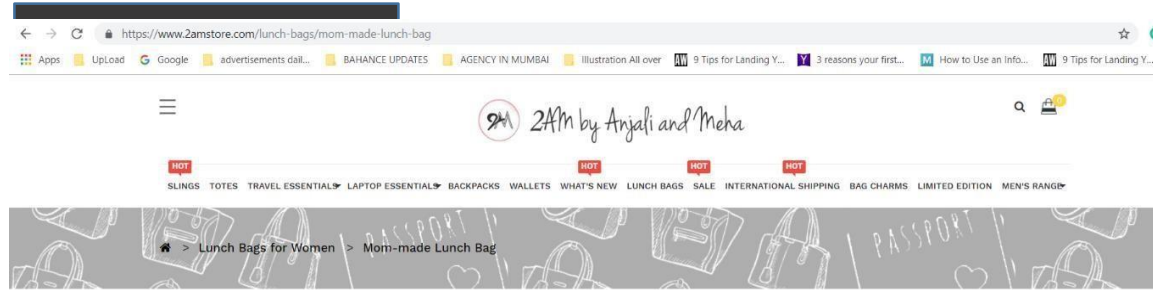 https://www.2amstore.com/lunch-bags/mom-made-lunch-bag
Apps UpLoad Google advertisements dail... BAHANCE UPDATES AGENCY IN MUMBAI Illustration All over 9 Tips for Landing Y... 3 reasons your first... How to Use an Info... 9 Tips for Landing Y...
2AM 2AM by Anjali and Meha 0
HOT HOT HOT HOT
SLINGS TOTES TRAVEL ESSENTIALS LAPTOP ESSENTIALS BACKPACKS WALLETS WHAT'S NEW LUNCH BAGS SALE INTERNATIONAL SHIPPING BAG CHARMS LIMITED EDITION MEN'S RANGE
PASSPORT PASSPORT
> Lunch Bags for Women > Mom-made Lunch Bag